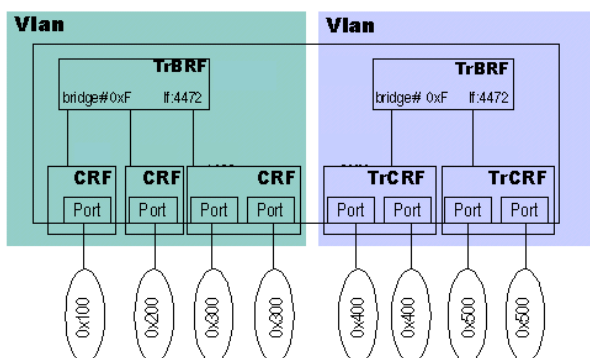 Vlan Vlan
TrBRF TrBRF
bridge#0xF lf:4472 bridge# 0xF lf:4472
CRF CRF CRF TrCRF TrCRF
Port Port Port Port Port Port Port Port
0x100 0x200 0x300 0x300 0x400 0x400 0x500 0x500